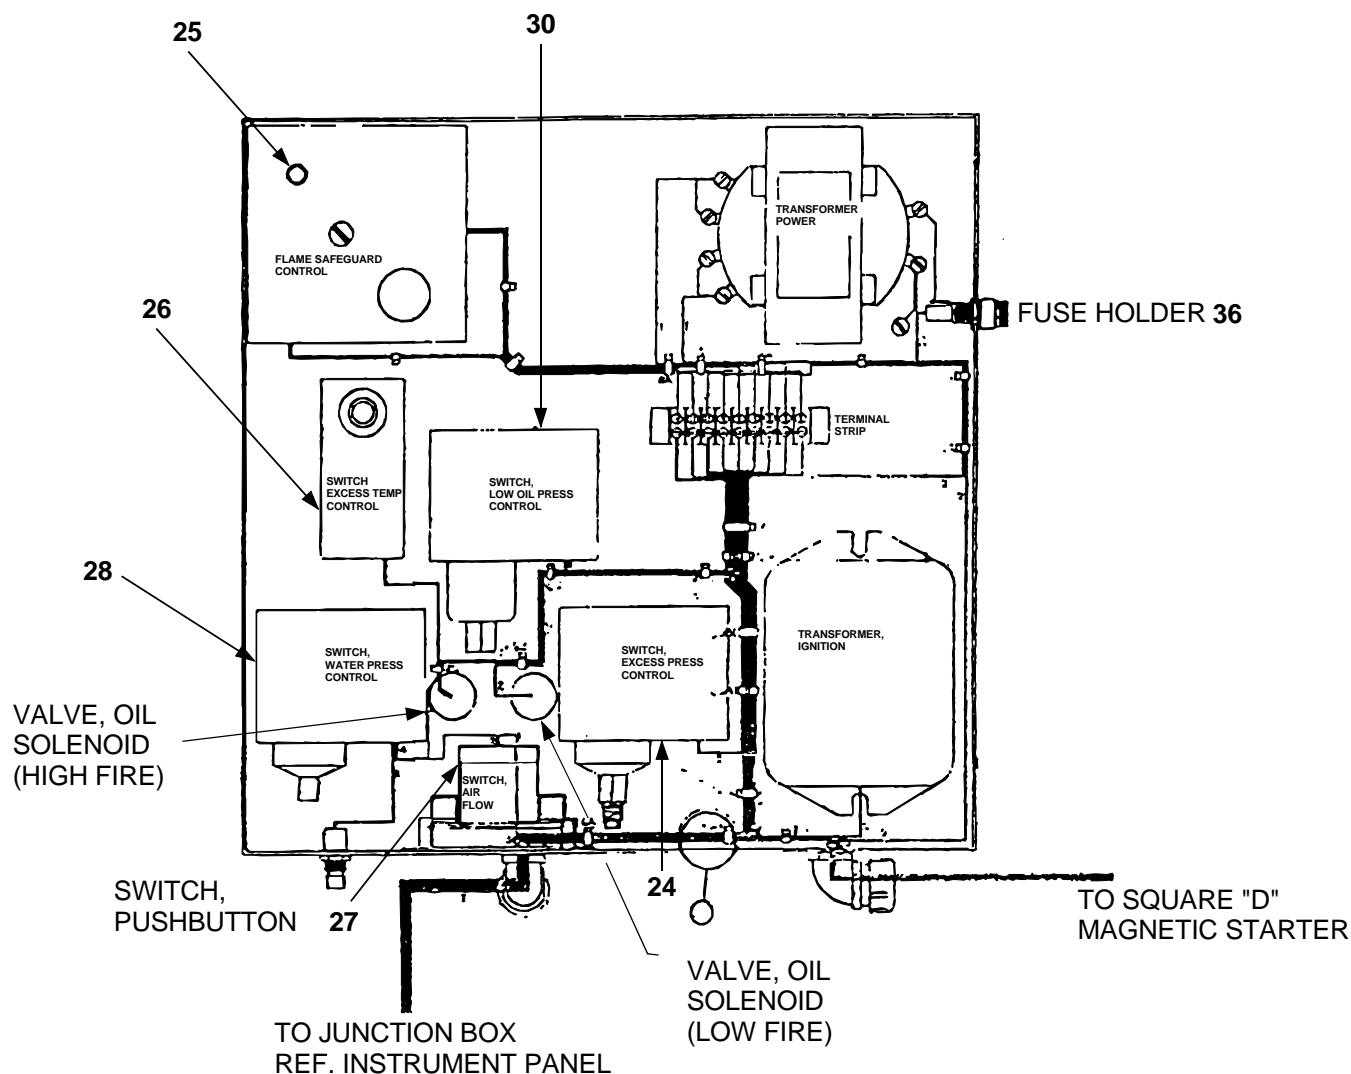 25
30
TRANSFORMER
POWER
FLAME SAFEGUARD
CONTROL
26
FUSE HOLDER 36
TERMINAL
STRIP
SWITCH
EXCESS TEMP
CONTROL
SWITCH,
LOW OIL PRESS
CONTROL
28
SWITCH,
WATER PRESS
CONTROL
SWITCH,
EXCESS PRESS
CONTROL
TRANSFORMER,
IGNITION
VALVE, OIL
SOLENOID
(HIGH FIRE)
SWITCH,
AIR
FLOW
SWITCH,
PUSHBUTTON
27
24
TO SQUARE "D"
MAGNETIC STARTER
VALVE, OIL
SOLENOID
(LOW FIRE)
TO JUNCTION BOX
REF. INSTRUMENT PANEL